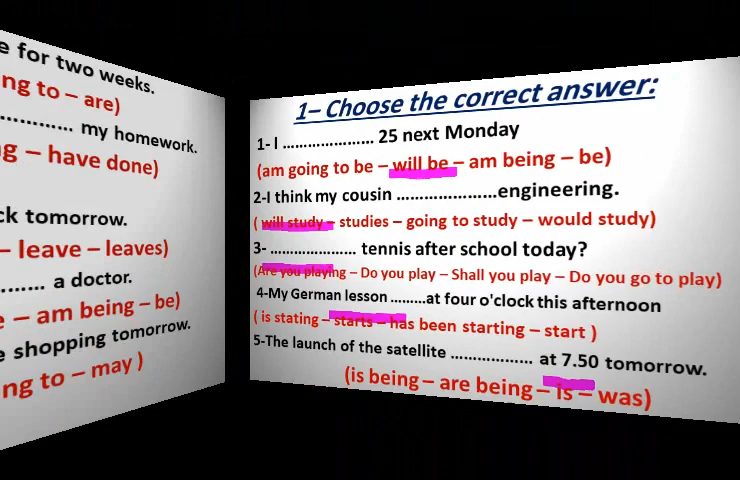 e for two weeks.
ng to – are)
............. my homework.
g – have done)
ck tomorrow.
– leave – leaves)
....... a doctor.
e – am being – be)
e shopping tomorrow.
ng to – may )
1– Choose the correct answer:
1- I ..................... 25 next Monday
(am going to be – will be – am being – be)
2-I think my cousin .....................engineering.
( will study – studies – going to study – would study)
3- .................... tennis after school today?
(Are you playing – Do you play – Shall you play – Do you go to play)
4-My German lesson .........at four o'clock this afternoon
( is stating – starts – has been starting – start )
5-The launch of the satellite .................. at 7.50 tomorrow.
(is being – are being – is – was)